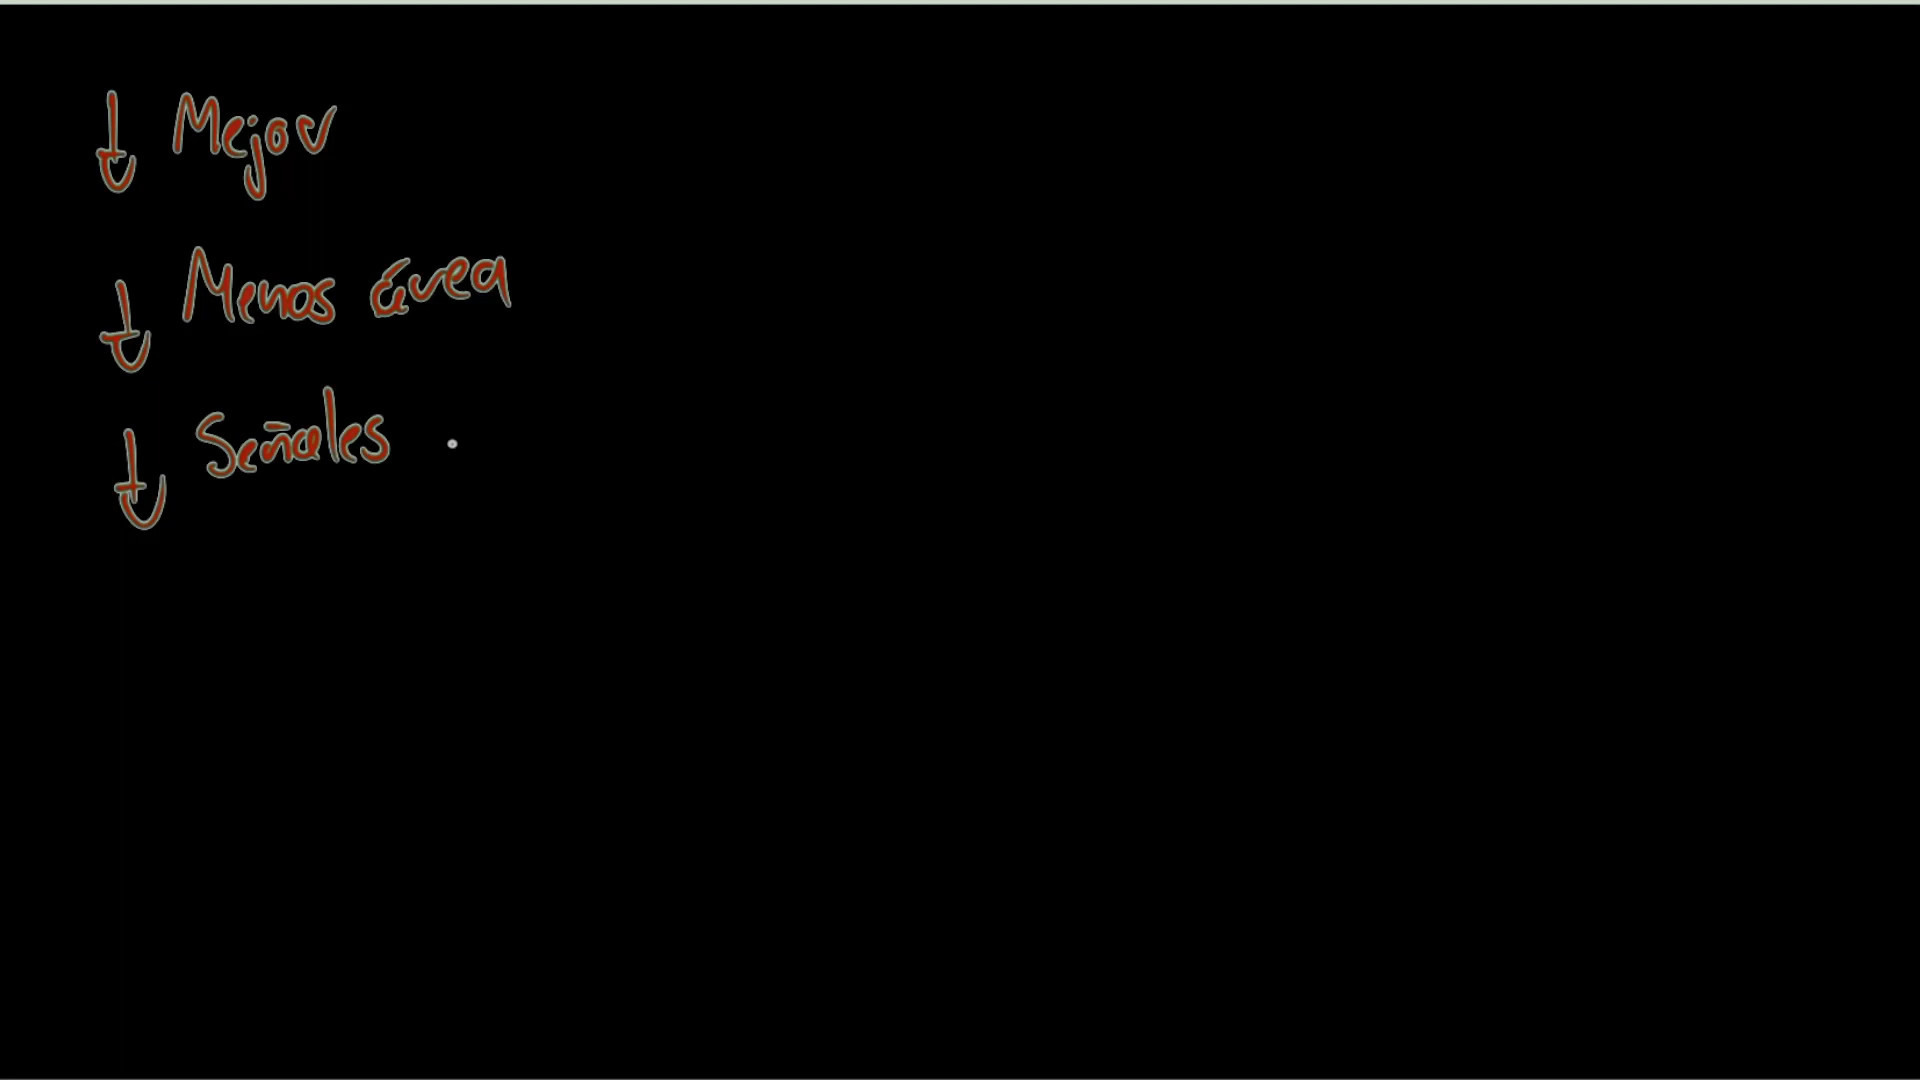 ↓ Mejor
↓ Menos área
↓ Señales